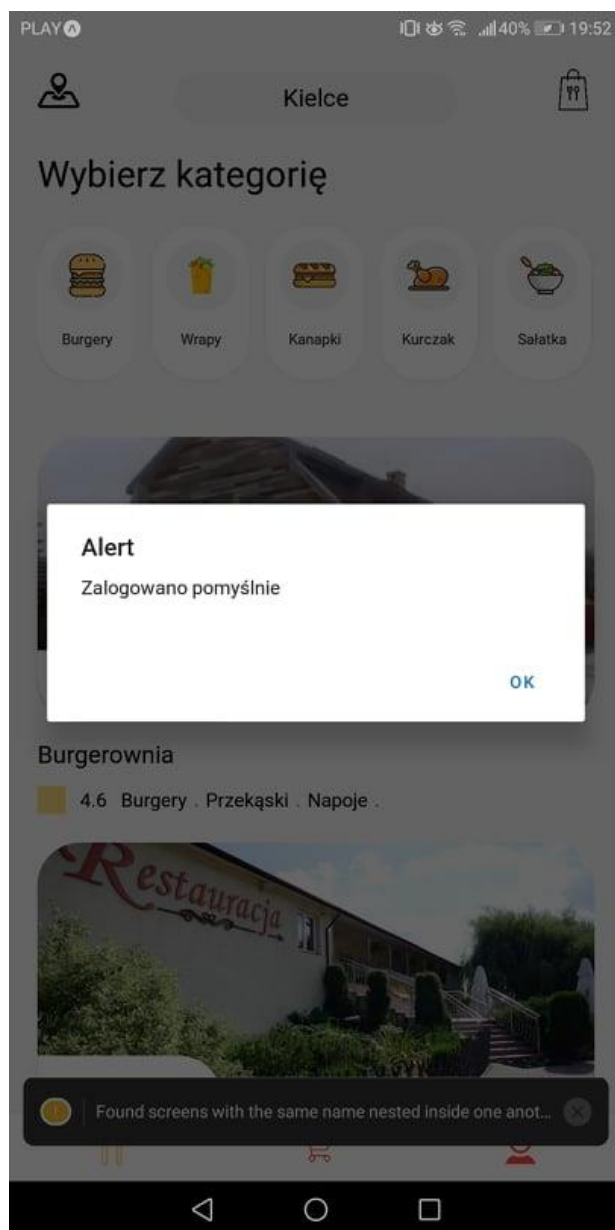 PLAY
40% 19:52
Kielce
Wybierz kategorię
Burgery Wrapy Kanapki Kurczak Sałatka
Alert
Zalogowano pomyślnie
OK
Burgerownia
4.6 Burgery . Przekąski . Napoje .
Restauracja
! Found screens with the same name nested inside one anot...